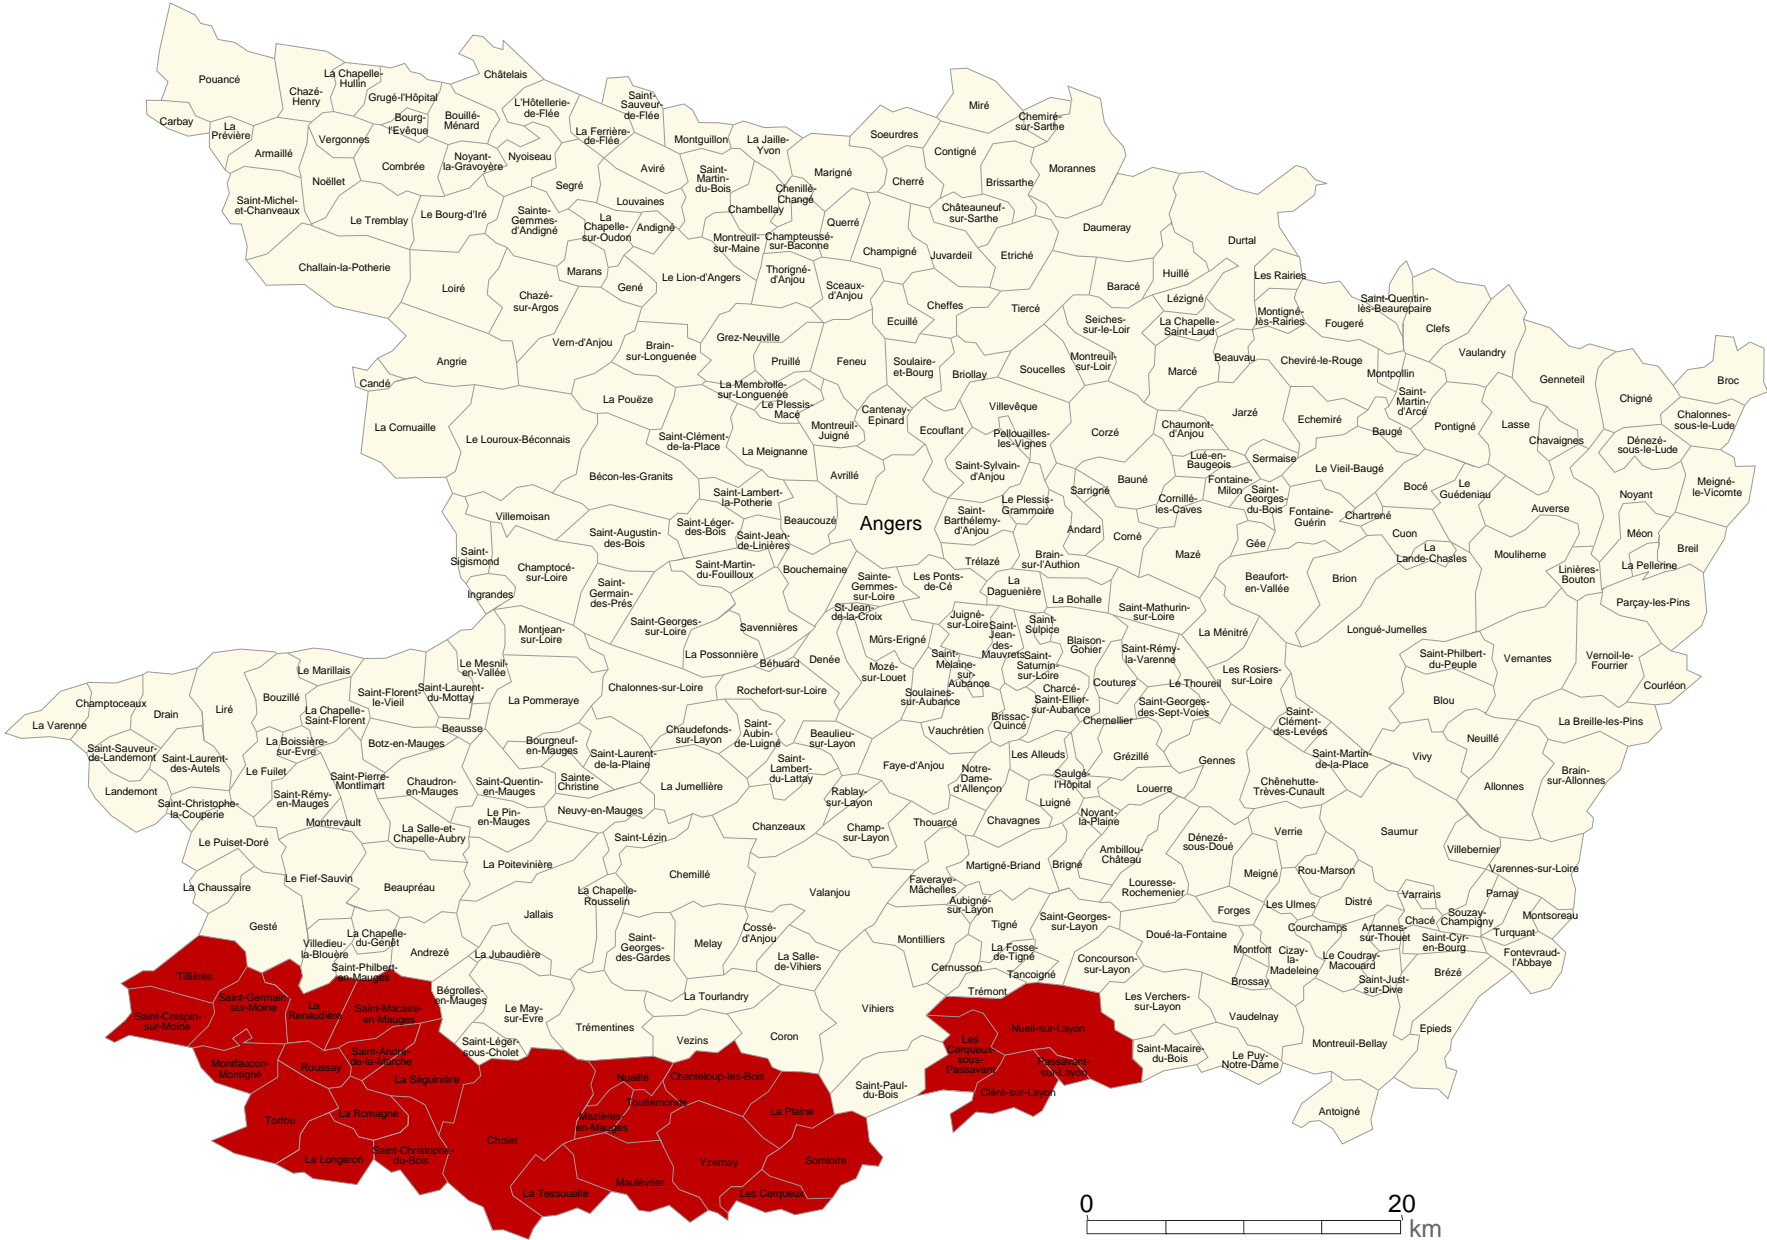 Pouancé
Chazé-
Henry
La Chapelle-
Hullin
Grugé-l'Hôpital
Châtelais
Bourg-
l'Evêque
Bouillé-
Ménard
L'Hôtellerie-
de-Flée
Saint-
Sauveur-
de-Flée
La Ferrière-
de-Flée
Carbay
La
Prévière
Armaillé
Vergonnes
Combrée
Noyant-
la-Gravoyère
Nyoiseau
Noëllet
Saint-Michel-
et-Chanveaux
Le Tremblay
Le Bourg-d'Iré
Segré
Aviré
Louvaines
Montguillon
La Jaille-
Yvon
Saint-
Martin-
du-Bois
Marigné
Chenillé-
Changé
Chambellay
Soeurdres
Miré
Chemiré-
sur-Sarthe
Contigné
Cherré
Brissarthe
Morannes
Châteauneuf-
sur-Sarthe
Sainte-
Gemmes-
d'Andigné
La
Chapelle-
sur-Oudon
Andigné
Montreuil-
sur-Maine
Champteussé-
sur-Baconne
Querré
Champigné
Juvardeil
Etriché
Daumeray
Durtal
Challain-la-Potherie
Loiré
Marans
Gené
Chazé-
sur-Argos
Le Lion-d'Angers
Thorigné-
d'Anjou
Sceaux-
d'Anjou
Cheffes
Ecuillé
Tiercé
Baracé
Huillé
Lézigné
Les Rairies
Montigné-
lès-Rairies
Fougeré
Saint-Quentin-
lès-Beaurepaire
Clefs
Vaulandry
Seiches-
sur-le-Loir
La Chapelle-
Saint-Laud
Angrie
Vern-d'Anjou
Brain-
sur-Longuenée
Grez-Neuville
Pruillé
Feneu
Soulaire-
et-Bourg
Briollay
Soucelles
Montreuil-
sur-Loir
Marcé
Beauvau
Cheviré-le-Rouge
Montpollin
Genneteil
Broc
Chigné
Chalonnes-
sous-le-Lude
Candé
La Cornuaille
Le Louroux-Béconnais
La Pouëze
La Membrolle-
sur-Longuenée
Le Plessis-
Macé
Montreuil-
Juigné
Cantenay-
Epinard
Saint-Clément-
de-la-Place
La Meignanne
Avrillé
Ecouflant
Villevêque
Pellouailles-
les-Vignes
Saint-Sylvain-
d'Anjou
Corzé
Chaumont-
d'Anjou
Jarzé
Echemiré
Saint-
Martin-
d'Arcé
Baugé
Pontigné
Lasse
Chavaignes
Dénezé-
sous-le-Lude
Bécon-les-Granits
Saint-Lambert-
la-Potherie
Beaucouzé
Angers
Saint-
Barthélemy-
d'Anjou
Le Plessis-
Grammoire
Sarrigné
Bauné
Lué-en-
Baugeois
Cornillé-
les-Caves
Fontaine-
Milon
Sermaise
Saint-
Georges-
du-Bois
Le Vieil-Baugé
Fontaine-
Guérin
Chartrené
Bocé
Le
Guédeniau
Cuon
Auverse
Noyant
Meigné-
le-Vicomte
Villemoisan
Saint-Augustin-
des-Bois
Saint-Léger-
des-Bois
Saint-Jean-
de-Linières
Saint-
Sigismond
Champtocé-
sur-Loire
Saint-
Germain-
des-Prés
Saint-Martin-
du-Fouilloux
Bouchemaine
Ingrandes
Andard
Corné
Mazé
Gée
Trélazé
Brain-
sur-l'Authion
La
Lande-Chasles
Mouliherne
Méon
Breil
Linières-
Bouton
La Pellerine
Parçay-les-Pins
Sainte-
Gemmes-
sur-Loire
Les Ponts-
de-Cé
La
Daguenière
La Bohalle
Saint-Mathurin-
sur-Loire
Beaufort-
en-Vallée
Brion
Longué-Jumelles
La Ménitré
Montjean-
sur-Loire
Saint-Georges-
sur-Loire
Savennières
La Possonnière
Béhuard
St-Jean-
de-la-Croix
Denée
Mûrs-Erigné
Mozé-
sur-Louet
Juigné-
sur-Loire
Saint-
Jean-
des-
Mauvrets
Saint-
Sulpice
Blaison-
Gohier
Saint-
Saturnin-
sur-Loire
Saint-
Melaine-
sur-
Aubance
Soulaines-
sur-Aubance
Saint-Rémy-
la-Varenne
Coutures
Charcé-
Saint-Ellier-
sur-Aubance
Le Thoureil
Saint-Georges-
des-Sept-Voies
Les Rosiers-
sur-Loire
Saint-Philbert-
du-Peuple
Vernantes
Vernoil-le-
Fourrier
Courléon
Blou
Le Marillais
Le Mesnil-
en-Vallée
Saint-Florent-
le-Vieil
Saint-Laurent-
du-Mottay
La Pommeraye
Chalonnes-sur-Loire
Rochefort-sur-Loire
Champtoceaux
La Varenne
Drain
Liré
Bouzillé
La Chapelle-
Saint-Florent
Botz-en-Mauges
Beausse
Bourgneuf-
en-Mauges
Saint-Laurent-
de-la-Plaine
Chaudefonds-
sur-Layon
Saint-
Aubin-
de-Luigné
Beaulieu-
sur-Layon
Vauchrétien
Brissac-
Quincé
Chemellier
Les Alleuds
Grézillé
Gennes
Saint-
Clément-
des-Levées
Saint-Martin-
de-la-Place
Vivy
Neuillé
La Breille-les-Pins
Brain-
sur-Allonnes
Allonnes
Saint-Sauveur-
de-Landemont
Saint-Laurent-
des-Autels
Landemont
Saint-Christophe-
la-Couperie
La Boissière-
sur-Evre
Le Fuilet
Saint-Rémy-
en-Mauges
Saint-Pierre-
Montlimart
Montrevault
Chaudron-
en-Mauges
Saint-Quentin-
en-Mauges
Sainte-
Christine
La Jumellière
Saint-
Lambert-
du-Lattay
Rablay-
sur-Layon
Faye-d'Anjou
Notre-
Dame-
d'Allençon
Saulgé-
l'Hôpital
Luigné
Louerre
Noyant-
la-Plaine
Chênehutte-
Trèves-Cunault
Le Puiset-Doré
La Salle-et-
Chapelle-Aubry
Le Pin-
en-Mauges
Neuvy-en-Mauges
Saint-Lézin
Chanzeaux
Champ-
sur-Layon
Thouarcé
Chavagnes
Martigné-Briand
Brigné
Ambillou-
Château
Dénezé-
sous-Doué
Verrie
Saumur
Villebernier
Varennes-sur-Loire
La Chaussaire
Le Fief-Sauvin
Beaupréau
La Poitevinière
La Chapelle-
Rousselin
Chemillé
Valanjou
Faveraye-
Mâchelles
Aubigné-
sur-Layon
Louresse-
Rochemenier
Meigné
Rou-Marson
Distré
Varrains
Parnay
Souzay-
Champigny
Montsoreau
Turquant
Chacé
Gesté
Villedieu-
la-Blouère
La Chapelle-
du-Genêt
Andrezé
Jallais
La Jubaudière
Saint-
Georges-
des-Gardes
Melay
Cossé-
d'Anjou
La Salle-
de-Vihiers
Montilliers
Tigné
Saint-Georges-
sur-Layon
La Fosse-
de-Tigné
Cernusson
Tancoigné
Trémont
Doué-la-Fontaine
Concourson-
sur-Layon
Forges
Les Ulmes
Montfort
Courchamps
Cizay-
la-
Madeleine
Brossay
Artannes-
sur-Thouet
Le Coudray-
Macouard
Saint-Cyr-
en-Bourg
Saint-Just-
sur-Dive
Brézé
Fontevraud-
l'Abbaye
Tillières
Saint-Crespin-
sur-Moine
Saint-Germain-
sur-Moine
La
Renaudière
Saint-Philbert-
en-Mauges
Saint-Macaire-
en-Mauges
Bégrolles-
en-Mauges
Le May-
sur-Evre
Trémentines
La Tourlandry
Vezins
Coron
Vihiers
Nueil-sur-Layon
Les
Cerqueux-
sous-
Passavant
Passavant-
sur-Layon
Cléré-sur-Layon
Les Verchers-
sur-Layon
Vaudelnay
Saint-Macaire-
du-Bois
Le Puy-
Notre-Dame
Montreuil-Bellay
Epieds
Antoigné
Montfaucon-
Montigné
Roussay
Saint-André-
de-la-Marche
La Séguinière
Saint-Léger-
sous-Cholet
Torfou
La Romagne
Le Longeron
Saint-Christophe-
du-Bois
Cholet
Nuaillé
Toutlemonde
Mazières-
en-Mauges
Chanteloup-les-Bois
La Plaine
Saint-Paul-
du-Bois
Yzernay
Somloire
Maulévrier
La Tessoualle
Les Cerqueux
0 20
km